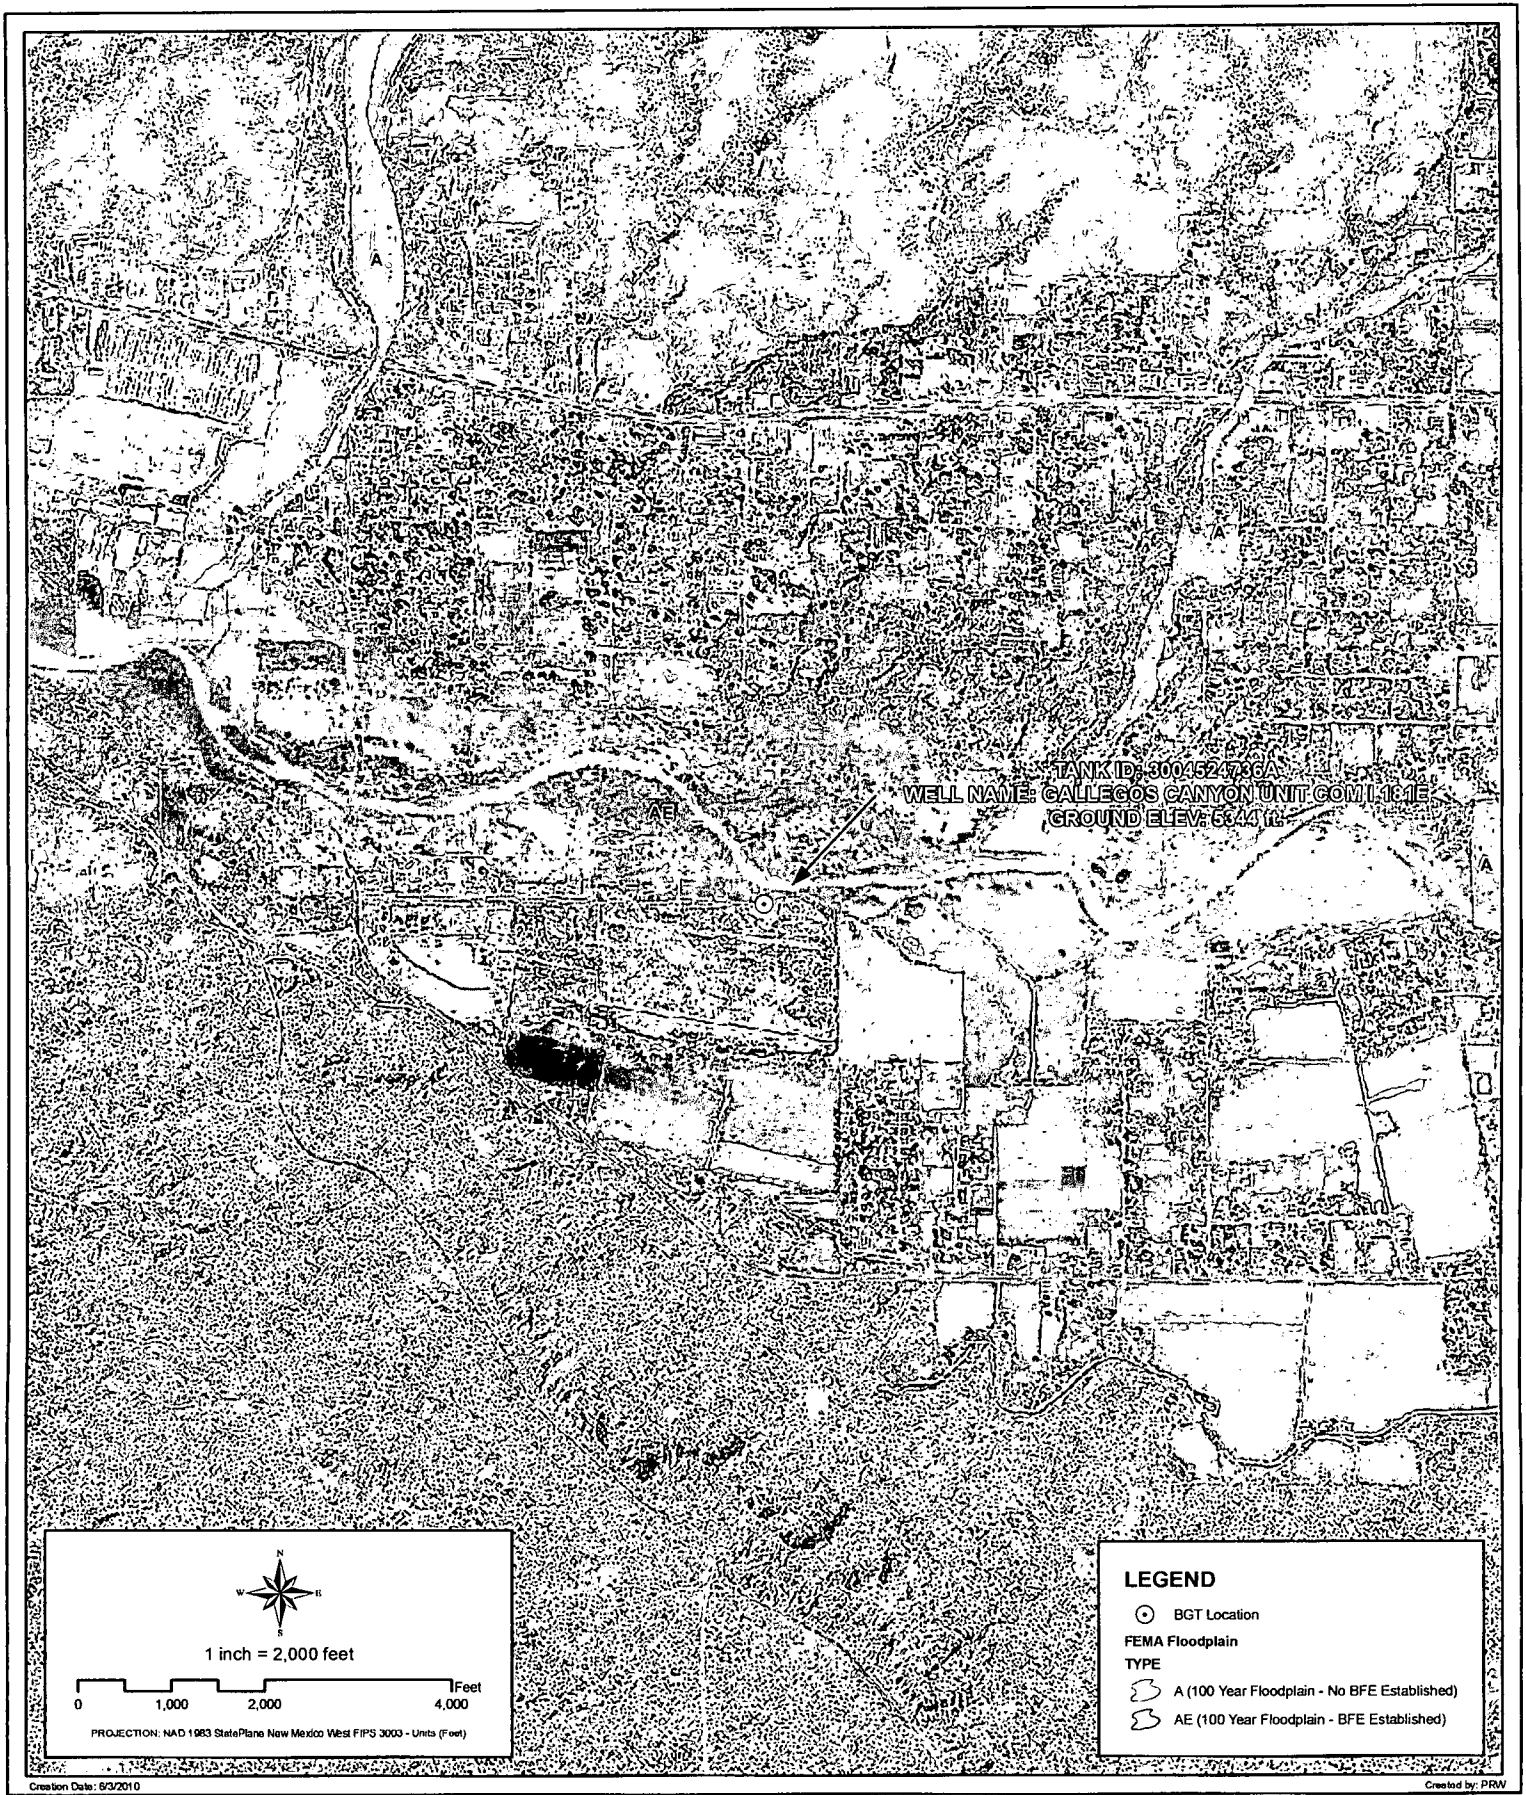 A
A
TANK ID: 3004524736A
WELL NAME: GALLEGOS CANYON UNIT COM I 181E
GROUND ELEV: 5344 ft.
AE
A
N
W E
S
1 inch = 2,000 feet
Feet
0 1,000 2,000 4,000
PROJECTION: NAD 1983 StatePlane New Mexico West FIPS 3003 - Units (Feet)
LEGEND
BGT Location
FEMA Floodplain
TYPE
A (100 Year Floodplain - No BFE Established)
AE (100 Year Floodplain - BFE Established)
Creation Date: 6/3/2010
Created by: PRW